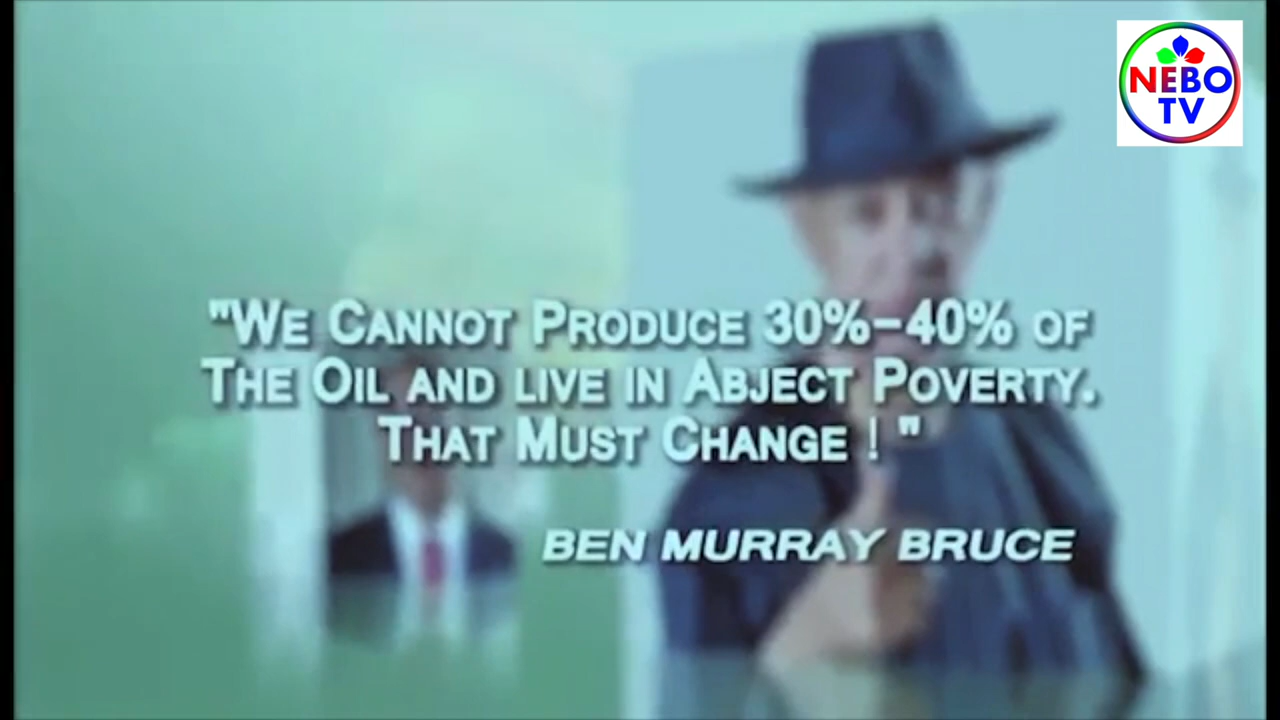 NEBO
TV
"WE CANNOT PRODUCE 30%-40% OF
THE OIL AND LIVE IN ABJECT POVERTY.
THAT MUST CHANGE ! "
BEN MURRAY BRUCE